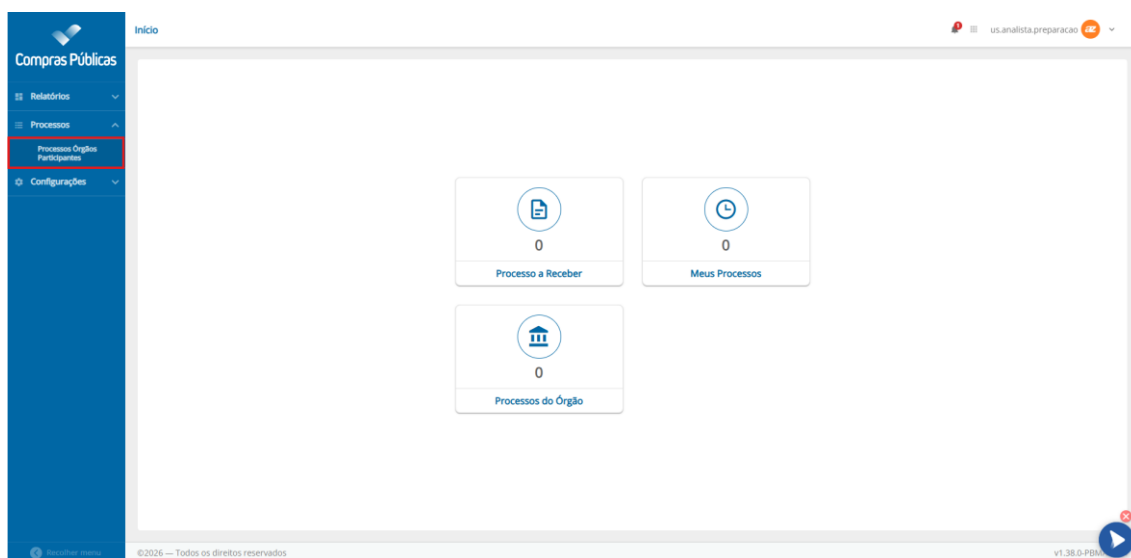 Compras Públicas
Relatórios
Processos
Processos Órgãos
Participantes
Configurações
Recolher menu
Início
1
us.analista.preparacao
0
Processo a Receber
0
Meus Processos
0
Processos do Órgão
©2026 — Todos os direitos reservados
v1.38.0-PBM